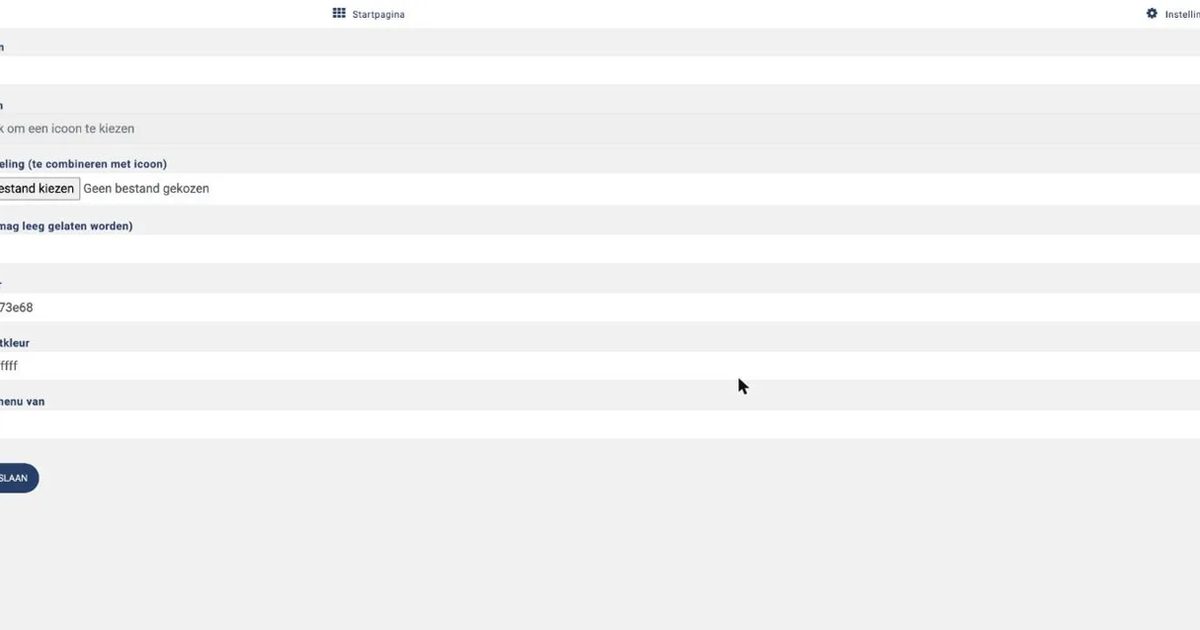 Startpagina
Instellin
n
n
k om een icoon te kiezen
eling (te combineren met icoon)
estand kiezen Geen bestand gekozen
mag leeg gelaten worden)
r
73e68
tkleur
ffff
menu van
SLAAN